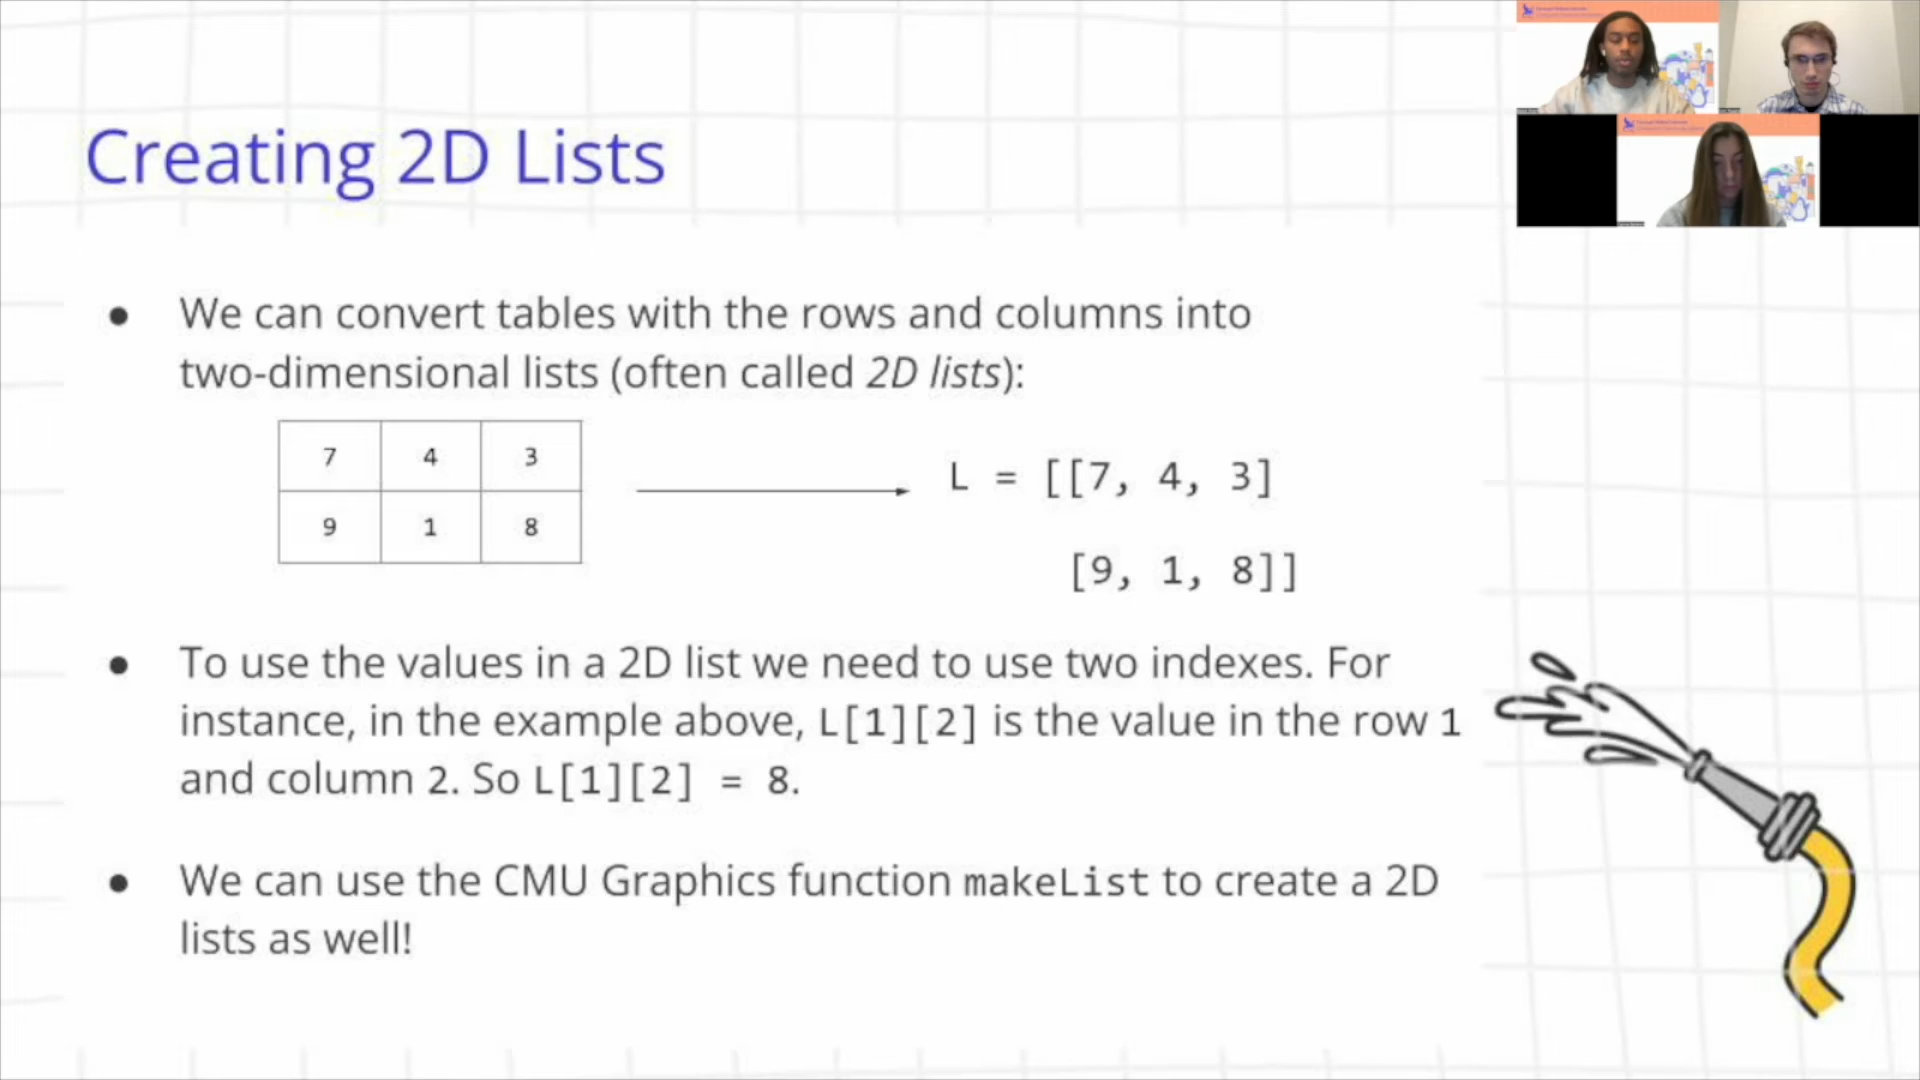 Creating 2D Lists
● We can convert tables with the rows and columns into
two-dimensional lists (often called 2D lists):
7 4 3
9 1 8
L = [[7, 4, 3]
[9, 1, 8]]
● To use the values in a 2D list we need to use two indexes. For
instance, in the example above, L[1][2] is the value in the row 1
and column 2. So L[1][2] = 8.
● We can use the CMU Graphics function makeList to create a 2D
lists as well!